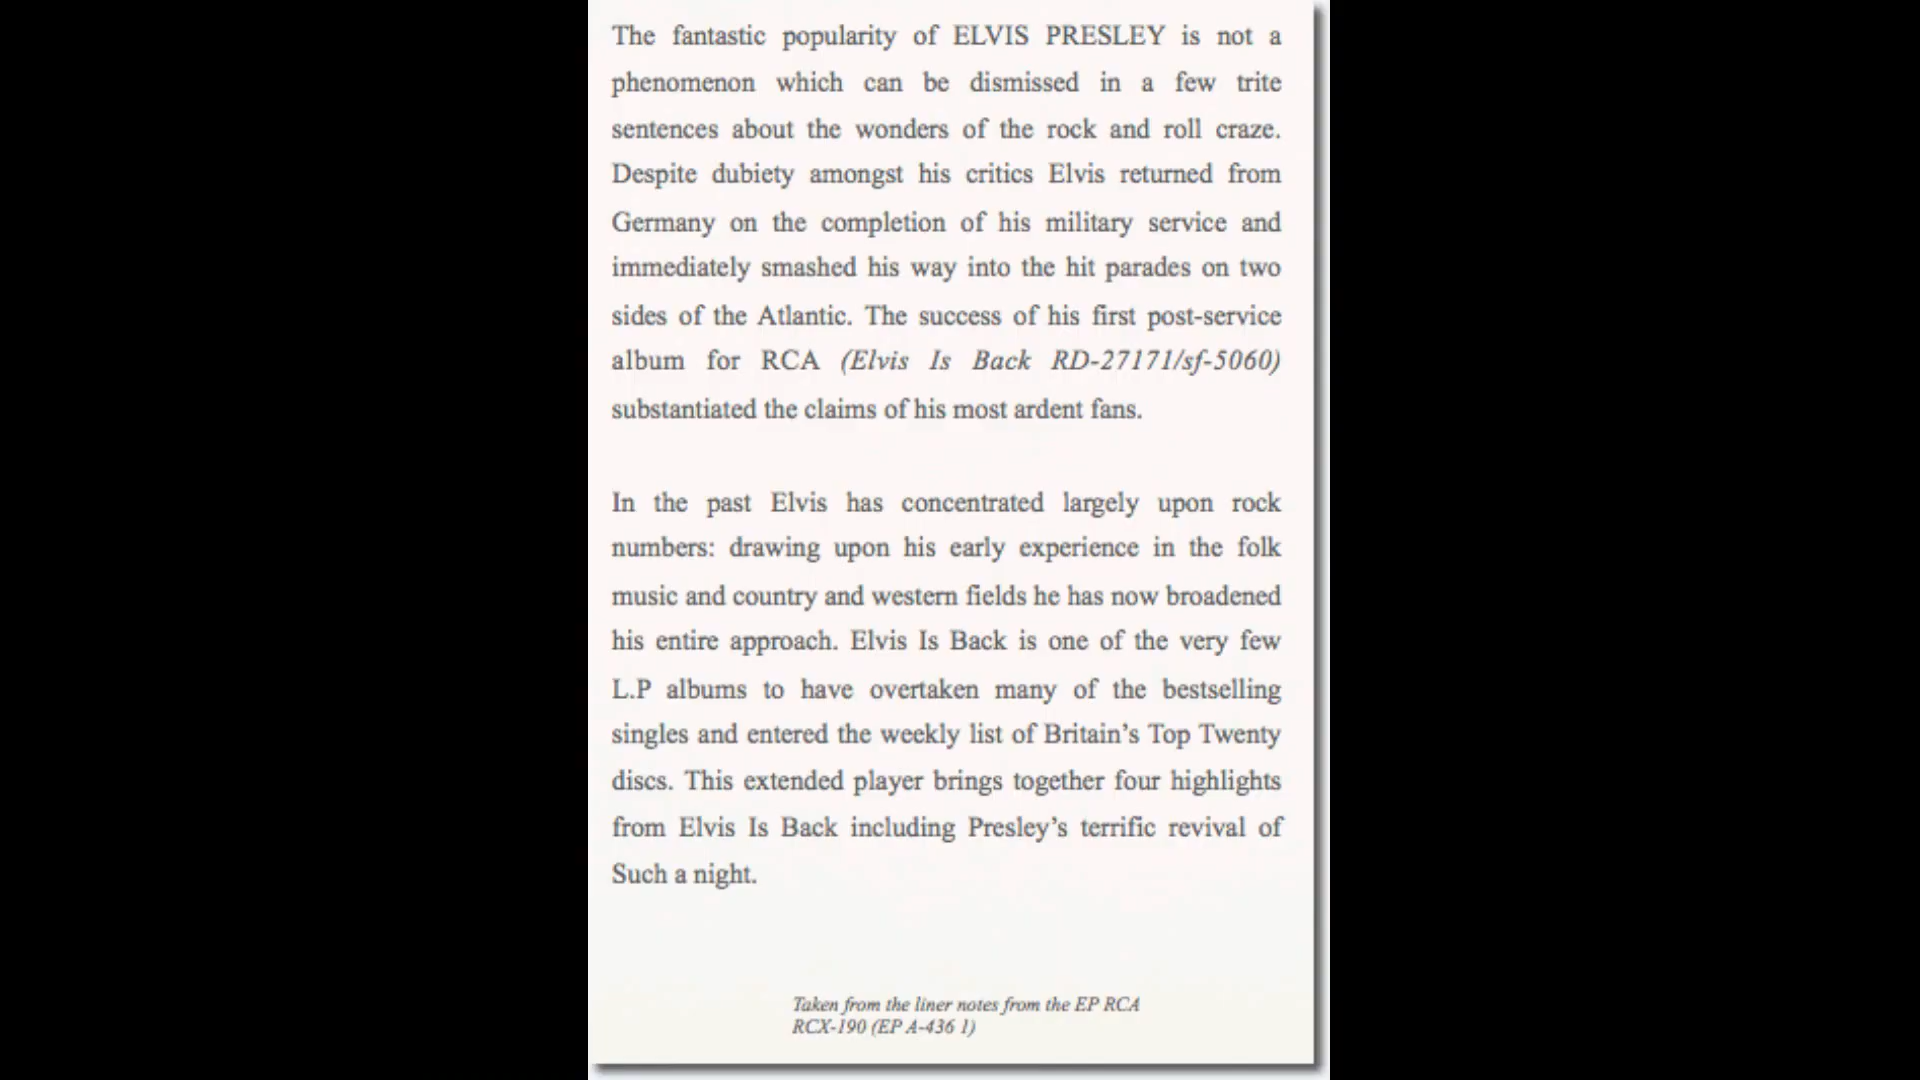 The fantastic popularity of ELVIS PRESLEY is not a
phenomenon which can be dismissed in a few trite
sentences about the wonders of the rock and roll craze.
Despite dubiety amongst his critics Elvis returned from
Germany on the completion of his military service and
immediately smashed his way into the hit parades on two
sides of the Atlantic. The success of his first post-service
album for RCA (Elvis Is Back RD-27171/sf-5060)
substantiated the claims of his most ardent fans.
In the past Elvis has concentrated largely upon rock
numbers: drawing upon his early experience in the folk
music and country and western fields he has now broadened
his entire approach. Elvis Is Back is one of the very few
L.P albums to have overtaken many of the bestselling
singles and entered the weekly list of Britain's Top Twenty
discs. This extended player brings together four highlights
from Elvis Is Back including Presley's terrific revival of
Such a night.
Taken from the liner notes from the EP RCA
RCX-190 (EP A-436 1)